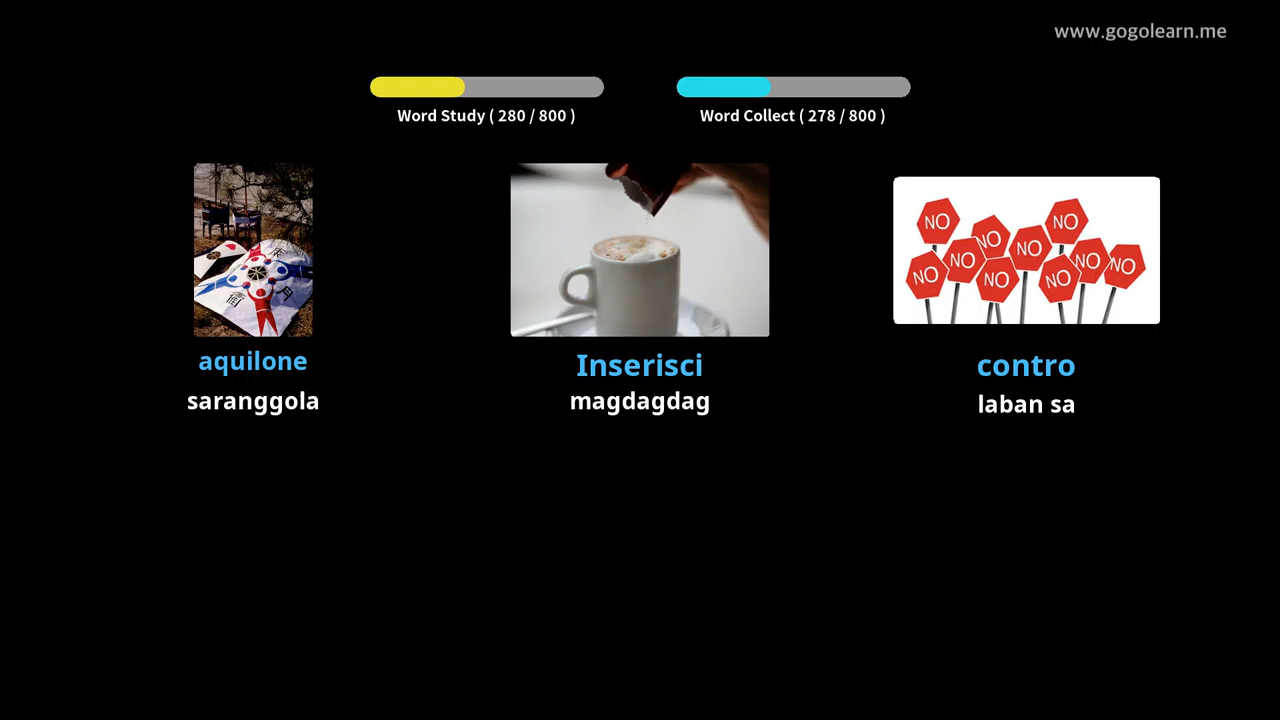 www.gogolearn.me
Word Study ( 280 / 800 )
Word Collect ( 278 / 800 )
NO
NO
NO
NO
NO
NO
NO
NO
NO
NO
aquilone
Inserisci
contro
saranggola
magdagdag
laban sa